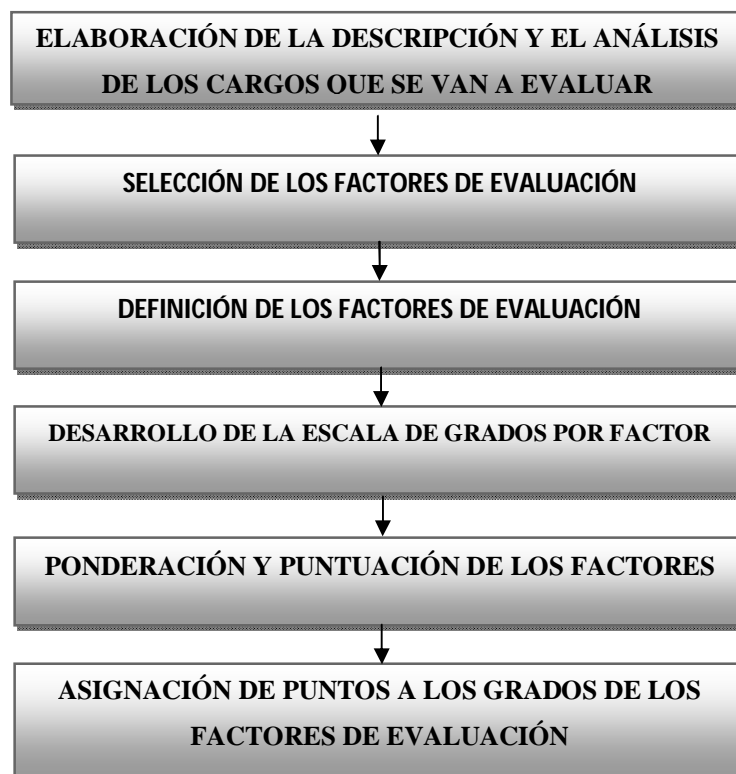 ELABORACIÓN DE LA DESCRIPCIÓN Y EL ANÁLISIS
DE LOS CARGOS QUE SE VAN A EVALUAR
SELECCIÓN DE LOS FACTORES DE EVALUACIÓN
DEFINICIÓN DE LOS FACTORES DE EVALUACIÓN
DESARROLLO DE LA ESCALA DE GRADOS POR FACTOR
PONDERACIÓN Y PUNTUACIÓN DE LOS FACTORES
ASIGNACIÓN DE PUNTOS A LOS GRADOS DE LOS
FACTORES DE EVALUACIÓN